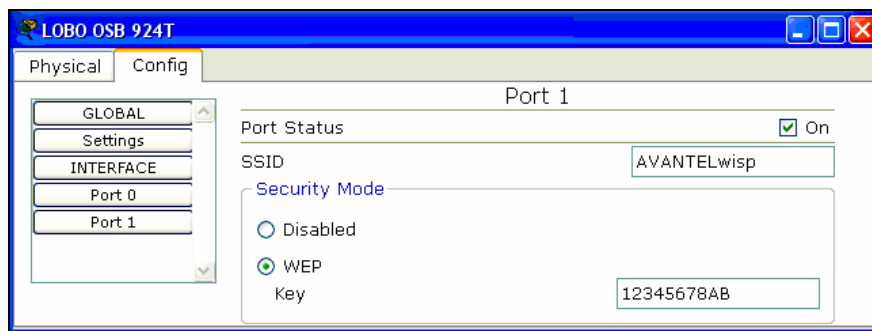 LOBO OSB 924T
Physical Config
Port 1
GLOBAL
Settings
INTERFACE
Port 0
Port 1
Port Status On
SSID AVANTELwisp
Security Mode
Disabled
WEP
Key 12345678AB